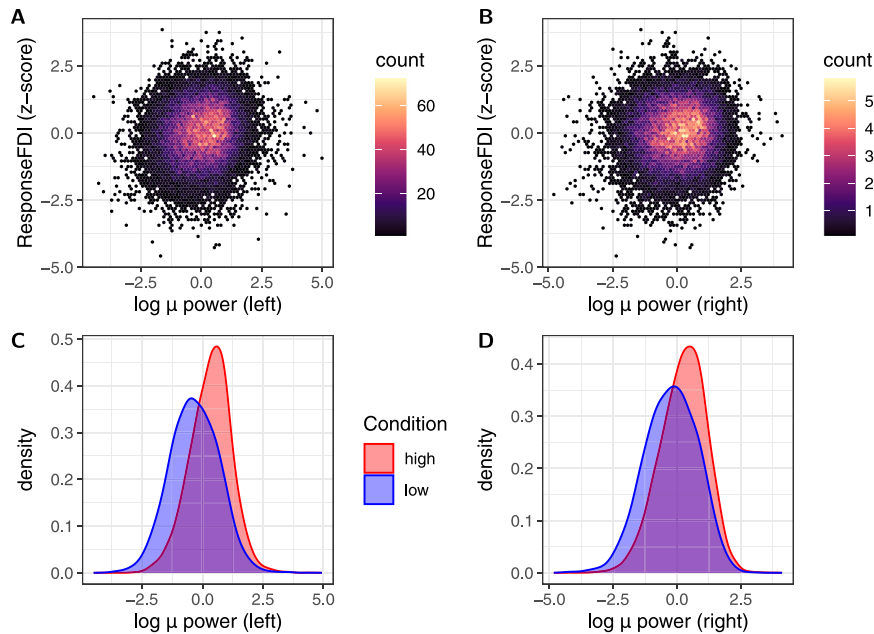 A
ResponseFDI (z−score)
2.5
0.0
−2.5
−5.0
−2.5
0.0
2.5
5.0
log μ power (left)
count
60
40
20
B
ResponseFDI (z−score)
2.5
0.0
−2.5
−5.0
−5.0
−2.5
0.0
2.5
log μ power (right)
count
5
4
3
2
1
C
density
0.5
0.4
0.3
0.2
0.1
0.0
−2.5
0.0
2.5
5.0
log μ power (left)
Condition
high
low
D
density
0.4
0.3
0.2
0.1
0.0
−5.0
−2.5
0.0
2.5
log μ power (right)